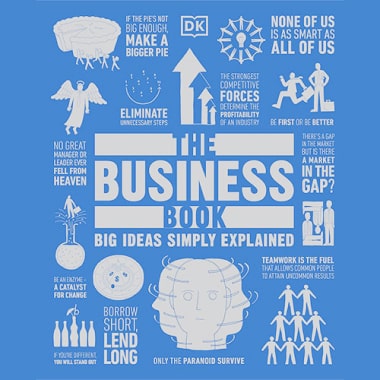 IF THE PIE'S NOT
BIG ENOUGH,
MAKE A
BIGGER PIE
DK
NONE OF US
IS AS SMART AS
ALL OF US
ELIMINATE
UNNECESSARY STEPS
THE STRONGEST
COMPETITIVE
FORCES
DETERMINE THE
PROFITABILITY
OF AN INDUSTRY
BE FIRST OR BE BETTER
NO GREAT
MANAGER OR
LEADER EVER
FELL FROM
HEAVEN
THE
BUSINESS
BOOK
BIG IDEAS SIMPLY EXPLAINED
THERE'S A GAP
IN THE MARKET
BUT IS THERE
A MARKET
IN THE
GAP?
BE AN ENZYME –
A CATALYST
FOR CHANGE
$
$
$
TEAMWORK IS THE FUEL
THAT ALLOWS COMMON PEOPLE
TO ATTAIN UNCOMMON RESULTS
BORROW
SHORT,
LEND
LONG
IF YOU'RE DIFFERENT,
YOU WILL STAND OUT
ONLY THE PARANOID SURVIVE